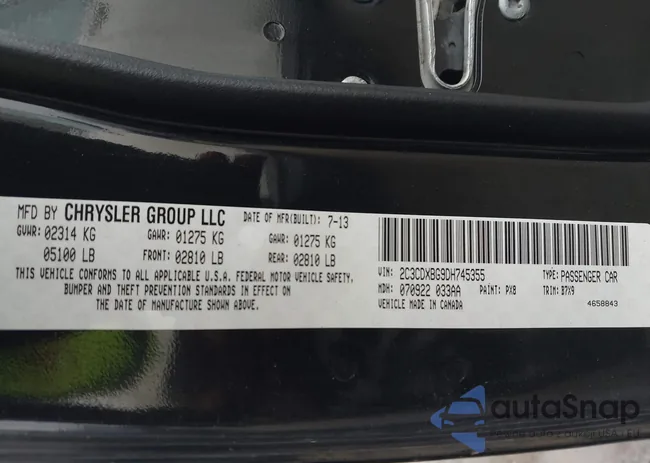 MFD BY CHRYSLER GROUP LLC DATE OF MFR(BUILT): 7-13
GVWR: 02314 KG GAWR: 01275 KG GAWR: 01275 KG
05100 LB FRONT: 02810 LB REAR: 02810 LB
THIS VEHICLE CONFORMS TO ALL APPLICABLE U.S.A. FEDERAL MOTOR VEHICLE SAFETY,
BUMPER AND THEFT PREVENTION STANDARDS IN EFFECT ON
THE DATE OF MANUFACTURE SHOWN ABOVE.
VIN: 2C3CDXBG9DH745355 TYPE: PASSENGER CAR
MDH: 070922 033AA PAINT: PX8 TRIM: B7X9
VEHICLE MADE IN CANADA 4658843
autoSnap